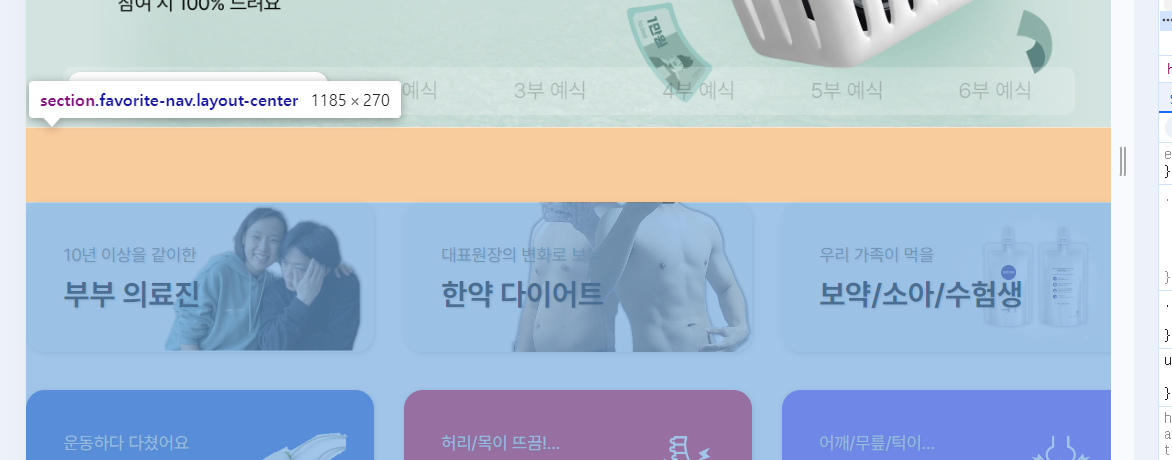 참여 시 100% 드려요
1만원
section.favorite-nav.layout-center 1185 × 270
예식 3부 예식 4부 예식 5부 예식 6부 예식
10년 이상을 같이한
부부 의료진
대표원장의 변화로
한약 다이어트
우리 가족이 먹을
보약/소아/수험생
운동하다 다쳤어요
허리/목이 뜨끔!...
어깨/무릎/턱이...